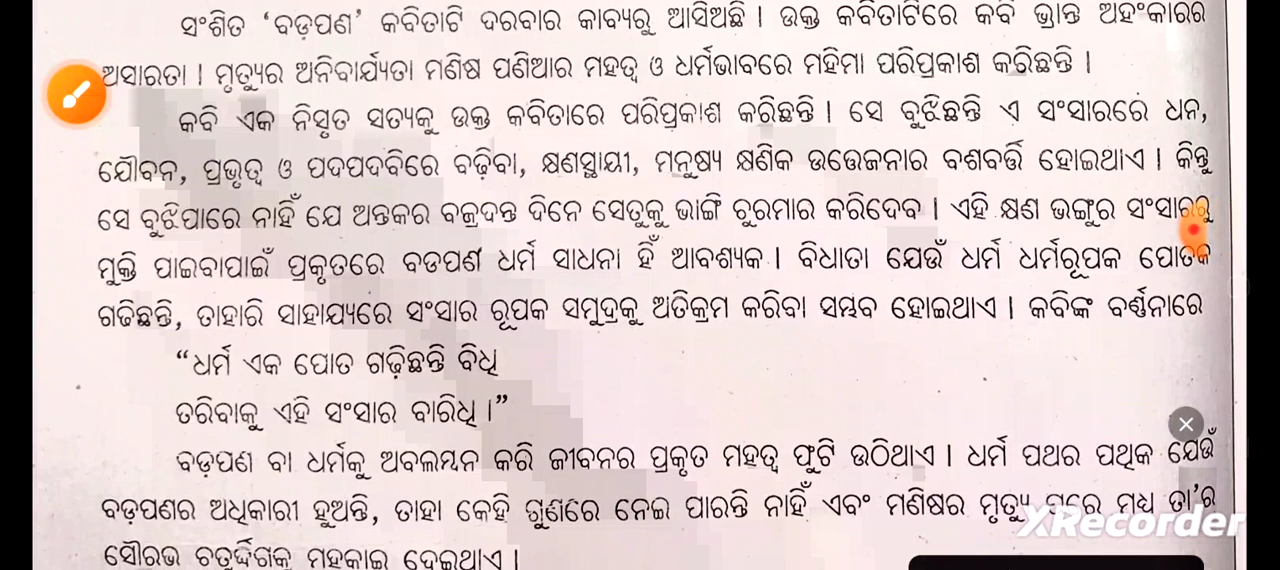 ସଂଶିତ ‘ବଡ଼ପଣ’ କବିତାଟି ଦରବାର କାବ୍ୟରୁ ଆସିଅଛି । ଉକ୍ତ କବିତାଟିରେ କବି ଭ୍ରାନ୍ତ ଅହଂକାରର
ଅସାରତା । ମୃତ୍ୟୁର ଅନିବାର୍ଯ୍ୟତା ମଣିଷ ପଣିଆର ମହତ୍ୱ ଓ ଧର୍ମଭାବରେ ମହିମା ପରିପ୍ରକାଶ କରିଛନ୍ତି ।
କବି ଏକ ନିସୃତ ସତ୍ୟକୁ ଉକ୍ତ କବିତାରେ ପରିପ୍ରକାଶ କରିଛନ୍ତି । ସେ ବୁଝିଛନ୍ତି ଏ ସଂସାରରେ ଧନ,
ଯୌବନ, ପ୍ରଭୃତ୍ୱ ଓ ପଦପଦବିରେ ବଢ଼ିବା, କ୍ଷଣସ୍ଥାୟୀ, ମନୁଷ୍ୟ କ୍ଷଣିକ ଉତ୍ତେଜନାର ବଶବର୍ତ୍ତି ହୋଇଥାଏ । କିନ୍ତୁ
ସେ ବୁଝିପାରେ ନାହିଁ ଯେ ଅନ୍ତକର ବଜ୍ରଦନ୍ତ ଦିନେ ସେତୁକୁ ଭାଙ୍ଗି ଚୁରମାର କରିଦେବ । ଏହି କ୍ଷଣ ଭଙ୍ଗୁର ସଂସାରରୁ
ମୁକ୍ତି ପାଇବାପାଇଁ ପ୍ରକୃତରେ ବଡପଣ ଧର୍ମ ସାଧନା ହିଁ ଆବଶ୍ୟକ । ବିଧାତା ଯେଉଁ ଧର୍ମ ଧର୍ମରୂପକ ପୋତକ
ଗଢିଛନ୍ତି, ତାହାରି ସାହାଯ୍ୟରେ ସଂସାର ରୂପକ ସମୁଦ୍ରକୁ ଅତିକ୍ରମ କରିବା ସମ୍ଭବ ହୋଇଥାଏ । କବିଙ୍କ ବର୍ଣ୍ଣନାରେ
“ଧର୍ମ ଏକ ପୋତ ଗଢ଼ିଛନ୍ତି ବିଧି
ତରିବାକୁ ଏହି ସଂସାର ବାରିଧି ।”
ବଡ଼ପଣ ବା ଧର୍ମକୁ ଅବଲମ୍ବନ କରି ଜୀବନର ପ୍ରକୃତ ମହତ୍ୱ ଫୁଟି ଉଠିଥାଏ । ଧର୍ମ ପଥର ପଥିକ ଯେଉଁ
ବଡ଼ପଣର ଅଧିକାରୀ ହୁଅନ୍ତି, ତାହା କେହି ନେଇ ପାରନ୍ତି ନାହିଁ ଏବଂ ମଣିଷର ମୃତ୍ୟୁ ପରେ ମଧ୍ୟ ତା’ର
ସୌରଭ ଚତୁର୍ଦ୍ଦିଗକୁ ମହକାଇ ଦେଇଥାଏ ।
XRecorder